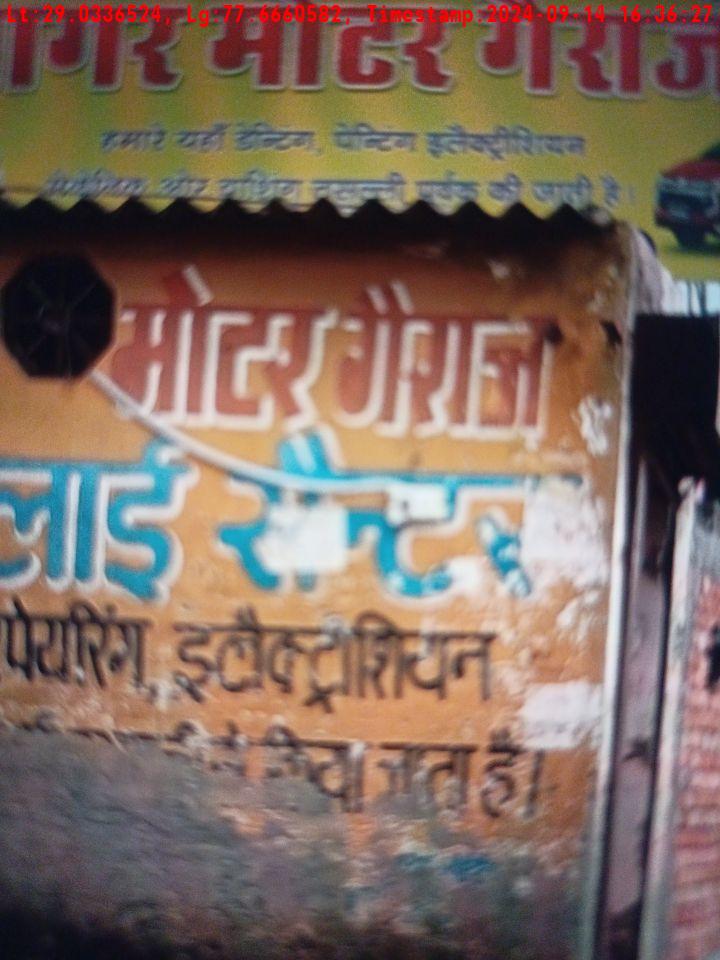 Lt:29.0336524, Lg:77.6660582, Timestamp:2024-09-14 16:36:27
मोटर गैराज
हमारे यहाँ डेन्टिंग, पेन्टिंग इलैक्ट्रीशियन
और वाशिंग की जाती है।
मोटर गैराज
लाई सैन्टर
पेयरिंग, इलैक्ट्रीशियन
किया जाता है।